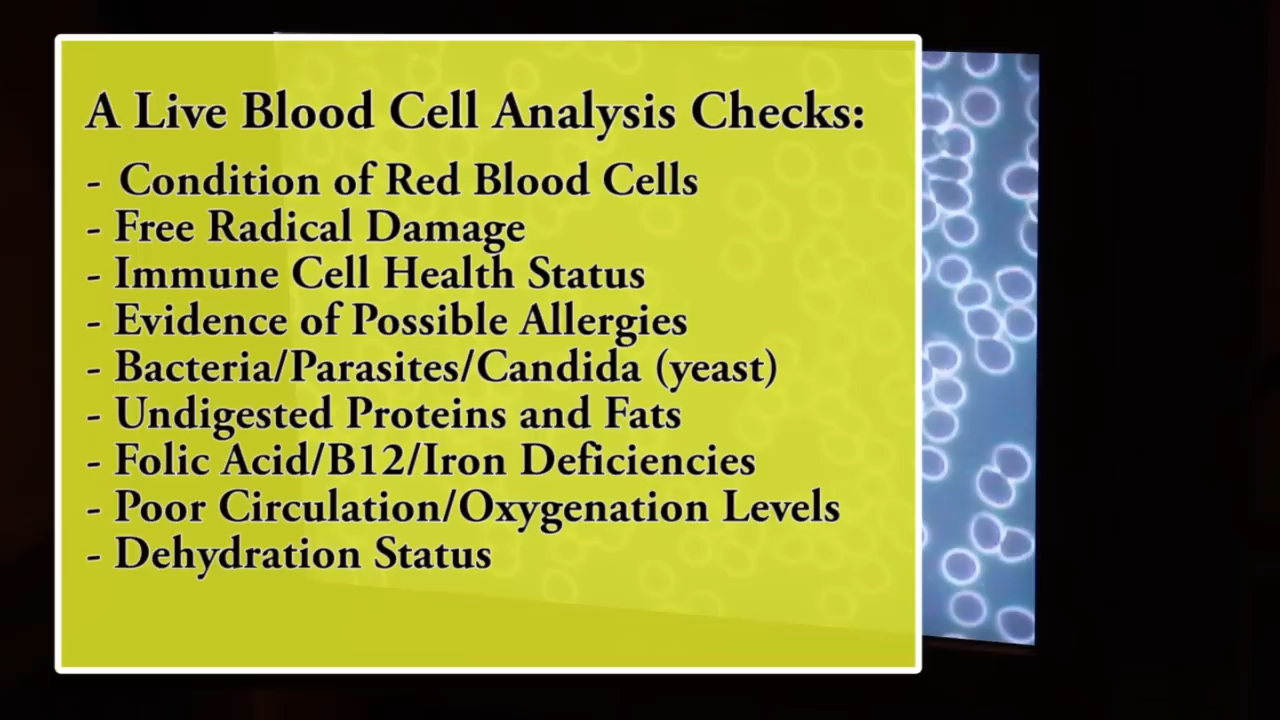 A Live Blood Cell Analysis Checks:
- Condition of Red Blood Cells
- Free Radical Damage
- Immune Cell Health Status
- Evidence of Possible Allergies
- Bacteria/Parasites/Candida (yeast)
- Undigested Proteins and Fats
- Folic Acid/B12/Iron Deficiencies
- Poor Circulation/Oxygenation Levels
- Dehydration Status